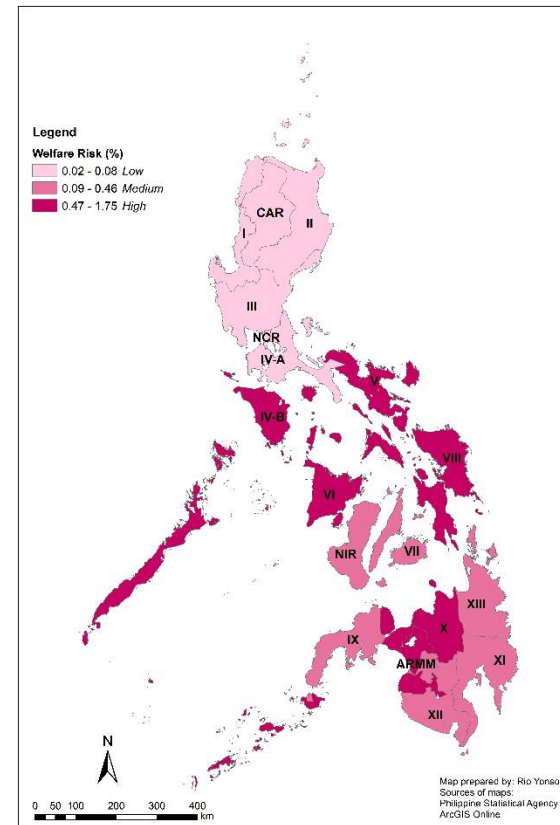 Legend
Welfare Risk (%)
0.02 - 0.08 Low
0.09 - 0.46 Medium
0.47 - 1.75 High
CAR
I
II
III
NCR
IV-A
V
IV-B
VIII
VI
NIR
VII
XIII
IX
X
ARMM
XI
XII
N
0 50 100 200 300 400
km
Map prepared by: Rio Yonson
Sources of maps:
Philippine Statistical Agency
ArcGIS Online